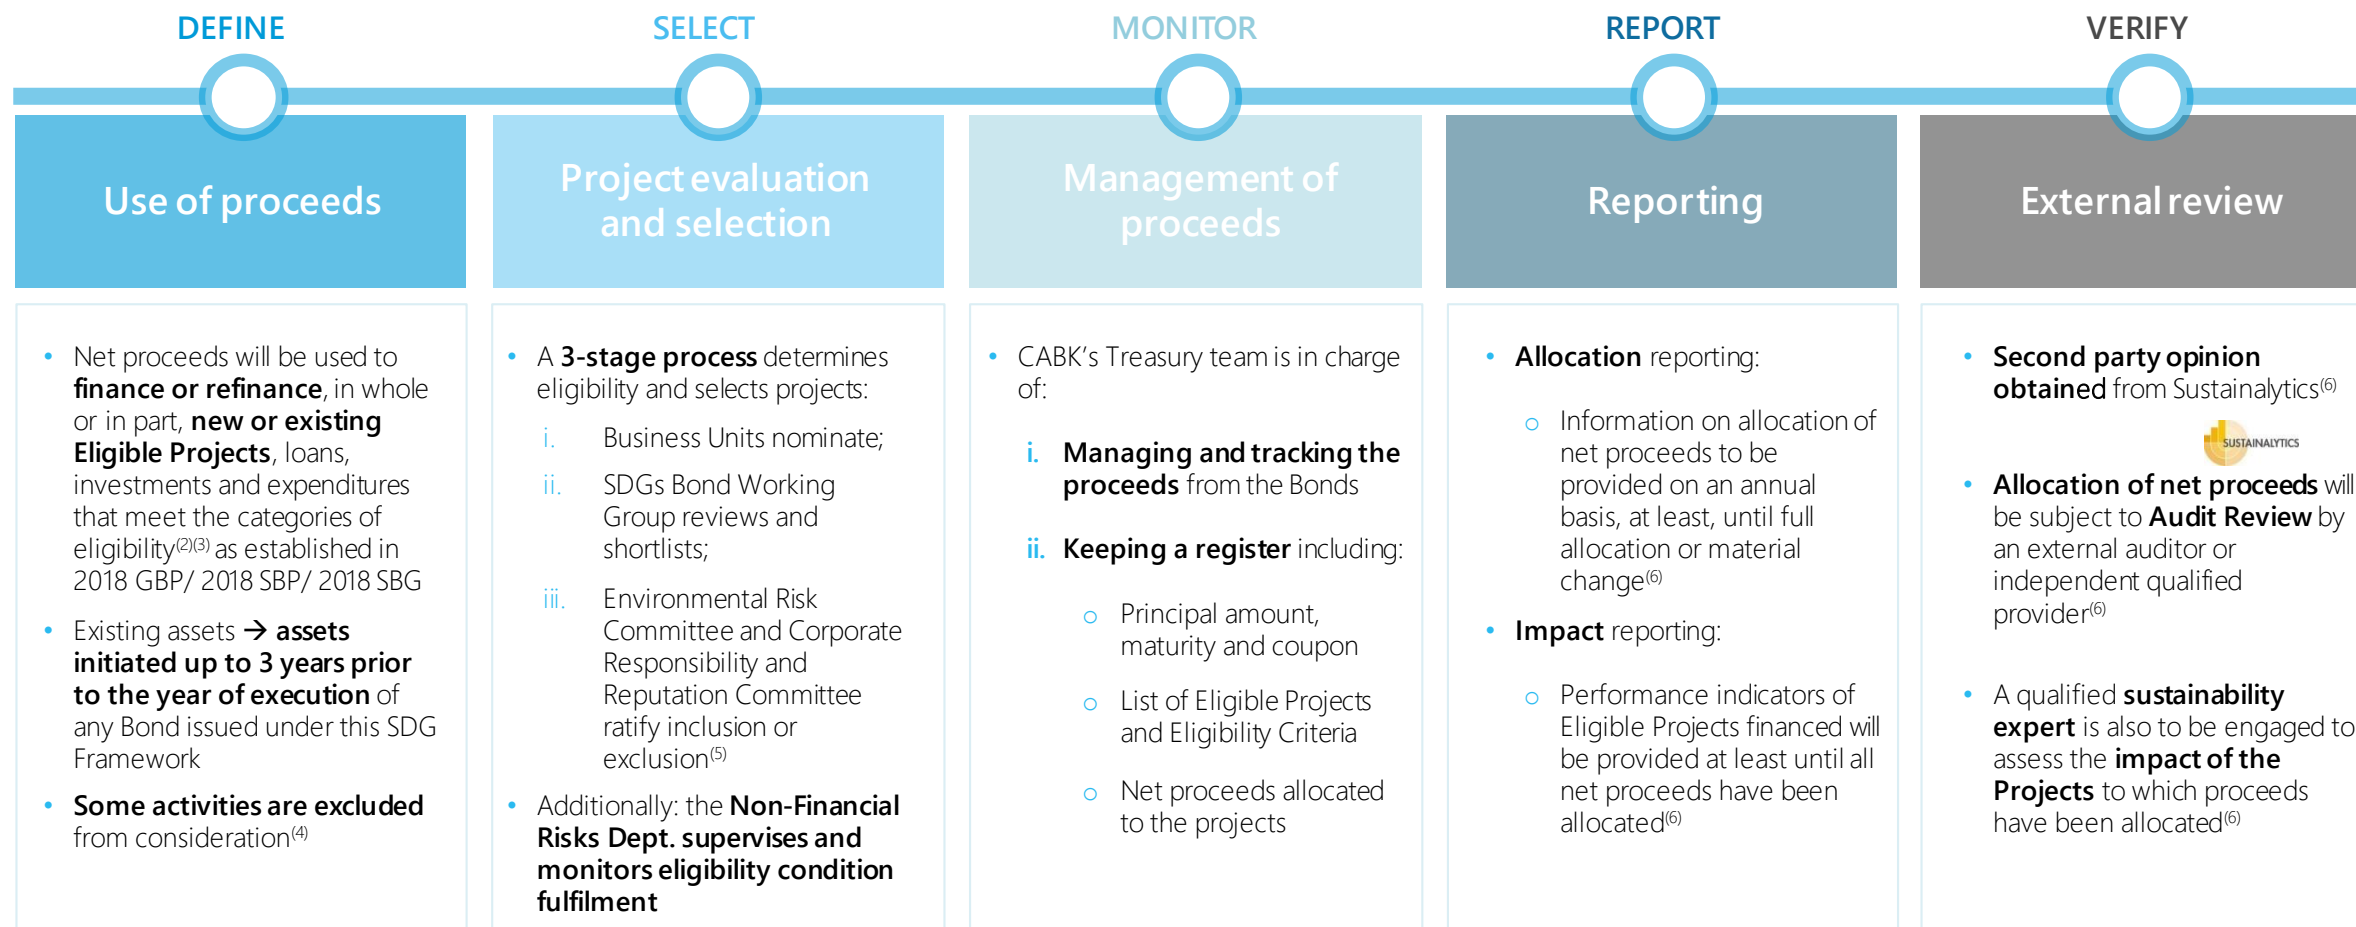 DEFINE
SELECT
MONITOR
REPORT
VERIFY
Use of proceeds
Project evaluation
and selection
Management of
proceeds
Reporting
External review
• Net proceeds will be used to
finance or refinance, in whole
or in part, new or existing
Eligible Projects, loans,
investments and expenditures
that meet the categories of
eligibility(2)(3) as established in
2018 GBP/ 2018 SBP/ 2018 SBG
• Existing assets → assets
initiated up to 3 years prior
to the year of execution of
any Bond issued under this SDG
Framework
• Some activities are excluded
from consideration(4)
• A 3-stage process determines
eligibility and selects projects:
i. Business Units nominate;
ii. SDGs Bond Working
Group reviews and
shortlists;
iii. Environmental Risk
Committee and Corporate
Responsibility and
Reputation Committee
ratify inclusion or
exclusion(5)
• Additionally: the Non-Financial
Risks Dept. supervises and
monitors eligibility condition
fulfilment
• CABK's Treasury team is in charge
of:
i. Managing and tracking the
proceeds from the Bonds
ii. Keeping a register including:
o Principal amount,
maturity and coupon
o List of Eligible Projects
and Eligibility Criteria
o Net proceeds allocated
to the projects
• Allocation reporting:
o Information on allocation of
net proceeds to be
provided on an annual
basis, at least, until full
allocation or material
change(6)
• Impact reporting:
o Performance indicators of
Eligible Projects financed will
be provided at least until all
net proceeds have been
allocated(6)
• Second party opinion
obtained from Sustainalytics(6)
SUSTAINALYTICS
• Allocation of net proceeds will
be subject to Audit Review by
an external auditor or
independent qualified
provider(6)
• A qualified sustainability
expert is also to be engaged to
assess the impact of the
Projects to which proceeds
have been allocated(6)